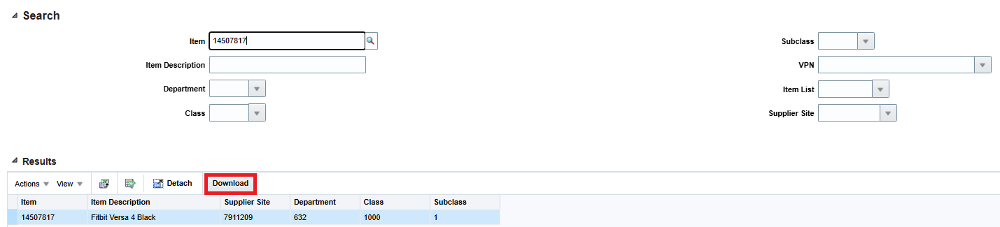 Search
Item 14507817 Subclass
Item Description VPN
Department Item List
Class Supplier Site
Results
Actions View Detach Download
Item Item Description Supplier Site Department Class Subclass
14507817 Fitbit Versa 4 Black 7911209 632 1000 1